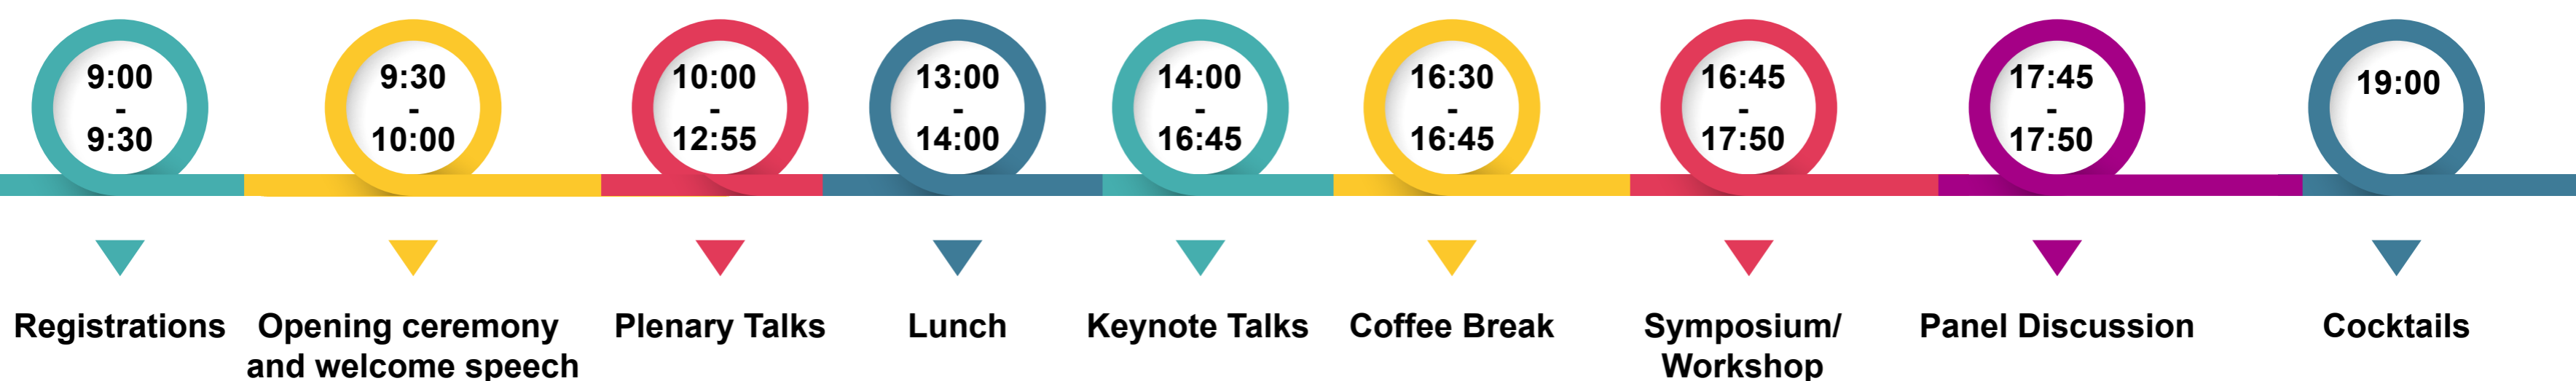 9:00
-
9:30
9:30
-
10:00
10:00
-
12:55
13:00
-
14:00
14:00
-
16:45
16:30
-
16:45
16:45
-
17:50
17:45
-
17:50
19:00
Registrations
Opening ceremony
and welcome speech
Plenary Talks
Lunch
Keynote Talks
Coffee Break
Symposium/
Workshop
Panel Discussion
Cocktails